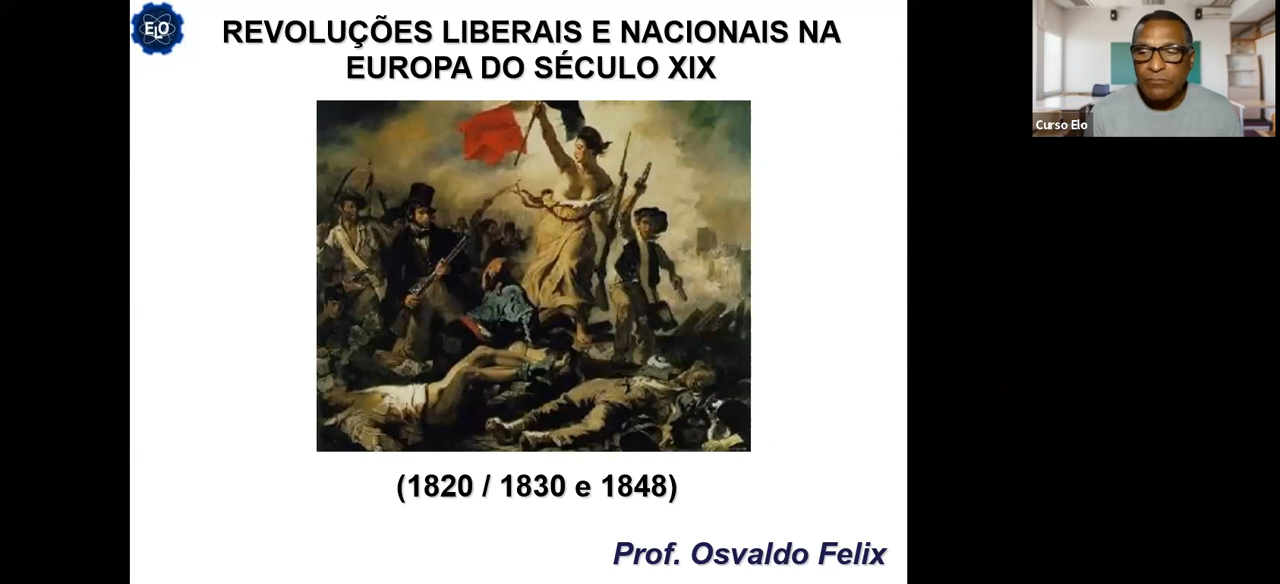 ELO
REVOLUÇÕES LIBERAIS E NACIONAIS NA
EUROPA DO SÉCULO XIX
Curso Elo
(1820 / 1830 e 1848)
Prof. Osvaldo Felix